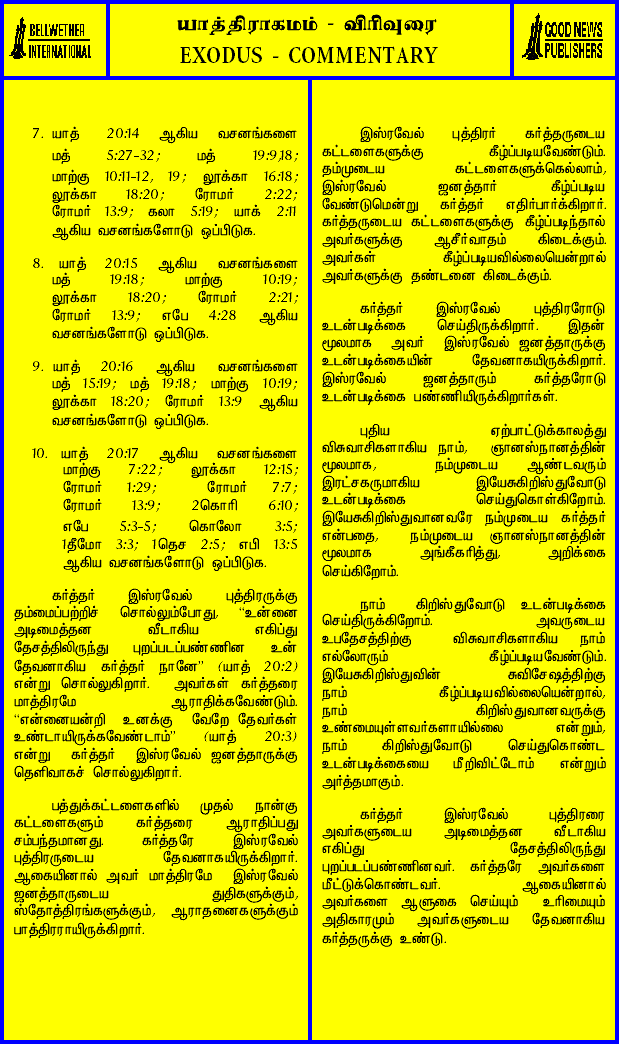 BELLWETHER
INTERNATIONAL
யாத்திராகமம் - விரிவுரை
EXODUS - COMMENTARY
GOOD NEWS
PUBLISHERS
7. யாத் 20:14 ஆகிய வசனங்களை
மத் 5:27-32; மத் 19:9,18;
மாற்கு 10:11-12, 19; லூக்கா 16:18;
லூக்கா 18:20; ரோமர் 2:22;
ரோமர் 13:9; கலா 5:19; யாக் 2:11
ஆகிய வசனங்களோடு ஒப்பிடுக.
8. யாத் 20:15 ஆகிய வசனங்களை
மத் 19:18; மாற்கு 10:19;
லூக்கா 18:20; ரோமர் 2:21;
ரோமர் 13:9; எபே 4:28 ஆகிய
வசனங்களோடு ஒப்பிடுக.
9. யாத் 20:16 ஆகிய வசனங்களை
மத் 15:19; மத் 19:18; மாற்கு 10:19;
லூக்கா 18:20; ரோமர் 13:9 ஆகிய
வசனங்களோடு ஒப்பிடுக.
10. யாத் 20:17 ஆகிய வசனங்களை
மாற்கு 7:22; லூக்கா 12:15;
ரோமர் 1:29; ரோமர் 7:7;
ரோமர் 13:9; 2கொரி 6:10;
எபே 5:3-5; கொலோ 3:5;
1தீமோ 3:3; 1தெச 2:5; எபி 13:5
ஆகிய வசனங்களோடு ஒப்பிடுக.
கர்த்தர் இஸ்ரவேல் புத்திரருக்கு
தம்மைப்பற்றிச் சொல்லும்போது, “உன்னை
அடிமைத்தன வீடாகிய எகிப்து
தேசத்திலிருந்து புறப்படப்பண்ணின உன்
தேவனாகிய கர்த்தர் நானே” (யாத் 20:2)
என்று சொல்லுகிறார். அவர்கள் கர்த்தரை
மாத்திரமே ஆராதிக்கவேண்டும்.
“என்னையன்றி உனக்கு வேறே தேவர்கள்
உண்டாயிருக்கவேண்டாம்” (யாத் 20:3)
என்று கர்த்தர் இஸ்ரவேல் ஜனத்தாருக்கு
தெளிவாகச் சொல்லுகிறார்.
பத்துக்கட்டளைகளில் முதல் நான்கு
கட்டளைகளும் கர்த்தரை ஆராதிப்பது
சம்பந்தமானது. கர்த்தரே இஸ்ரவேல்
புத்திரருடைய தேவனாகயிருக்கிறார்.
ஆகையினால் அவர் மாத்திரமே இஸ்ரவேல்
ஜனத்தாருடைய துதிகளுக்கும்,
ஸ்தோத்திரங்களுக்கும், ஆராதனைகளுக்கும்
பாத்திரராயிருக்கிறார்.
இஸ்ரவேல் புத்திரர் கர்த்தருடைய
கட்டளைகளுக்கு கீழ்ப்படியவேண்டும்.
தம்முடைய கட்டளைகளுக்கெல்லாம்,
இஸ்ரவேல் ஜனத்தார் கீழ்ப்படிய
வேண்டுமென்று கர்த்தர் எதிர்பார்க்கிறார்.
கர்த்தருடைய கட்டளைகளுக்கு கீழ்ப்படிந்தால்
அவர்களுக்கு ஆசீர்வாதம் கிடைக்கும்.
அவர்கள் கீழ்ப்படியவில்லையென்றால்
அவர்களுக்கு தண்டனை கிடைக்கும்.
கர்த்தர் இஸ்ரவேல் புத்திரரோடு
உடன்படிக்கை செய்திருக்கிறார். இதன்
மூலமாக அவர் இஸ்ரவேல் ஜனத்தாருக்கு
உடன்படிக்கையின் தேவனாகயிருக்கிறார்.
இஸ்ரவேல் ஜனத்தாரும் கர்த்தரோடு
உடன்படிக்கை பண்ணியிருக்கிறார்கள்.
புதிய ஏற்பாட்டுக்காலத்து
விசுவாசிகளாகிய நாம், ஞானஸ்நானத்தின்
மூலமாக, நம்முடைய ஆண்டவரும்
இரட்சகருமாகிய இயேசுகிறிஸ்துவோடு
உடன்படிக்கை செய்துகொள்கிறோம்.
இயேசுகிறிஸ்துவானவரே நம்முடைய கர்த்தர்
என்பதை, நம்முடைய ஞானஸ்நானத்தின்
மூலமாக அங்கீகரித்து, அறிக்கை
செய்கிறோம்.
நாம் கிறிஸ்துவோடு உடன்படிக்கை
செய்திருக்கிறோம். அவருடைய
உபதேசத்திற்கு விசுவாசிகளாகிய நாம்
எல்லோரும் கீழ்ப்படியவேண்டும்.
இயேசுகிறிஸ்துவின் சுவிசேஷத்திற்கு
நாம் கீழ்ப்படியவில்லையென்றால்,
நாம் கிறிஸ்துவானவருக்கு
உண்மையுள்ளவர்களாயில்லை என்றும்,
நாம் கிறிஸ்துவோடு செய்துகொண்ட
உடன்படிக்கையை மீறிவிட்டோம் என்றும்
அர்த்தமாகும்.
கர்த்தர் இஸ்ரவேல் புத்திரரை
அவர்களுடைய அடிமைத்தன வீடாகிய
எகிப்து தேசத்திலிருந்து
புறப்படப்பண்ணினவர். கர்த்தரே அவர்களை
மீட்டுக்கொண்டவர். ஆகையினால்
அவர்களை ஆளுகை செய்யும் உரிமையும்
அதிகாரமும் அவர்களுடைய தேவனாகிய
கர்த்தருக்கு உண்டு.